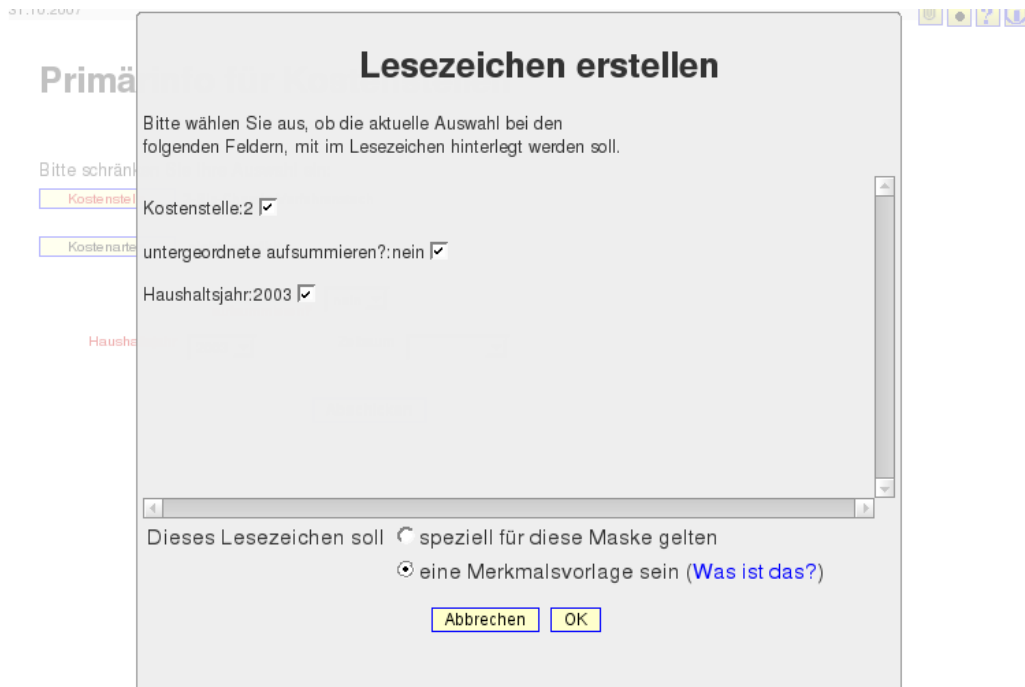 31.10.2007
Primä
Lesezeichen erstellen
Bitte wählen Sie aus, ob die aktuelle Auswahl bei den
folgenden Feldern, mit im Lesezeichen hinterlegt werden soll.
Bitte schränk
Kostenstel
Kostenstelle:2
Kostenarte
untergeordnete aufsummieren?:nein
Haushaltsjahr:2003
Hausha
Dieses Lesezeichen soll speziell für diese Maske gelten
eine Merkmalsvorlage sein (Was ist das?)
Abbrechen OK